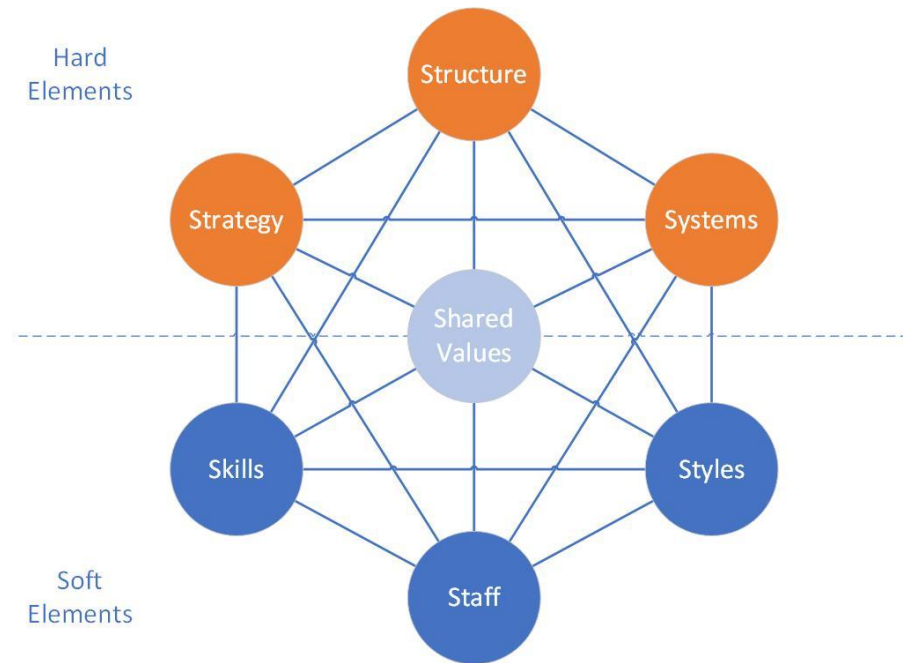 Hard
Elements
Structure
Strategy
Systems
Shared
Values
Skills
Styles
Soft
Elements
Staff